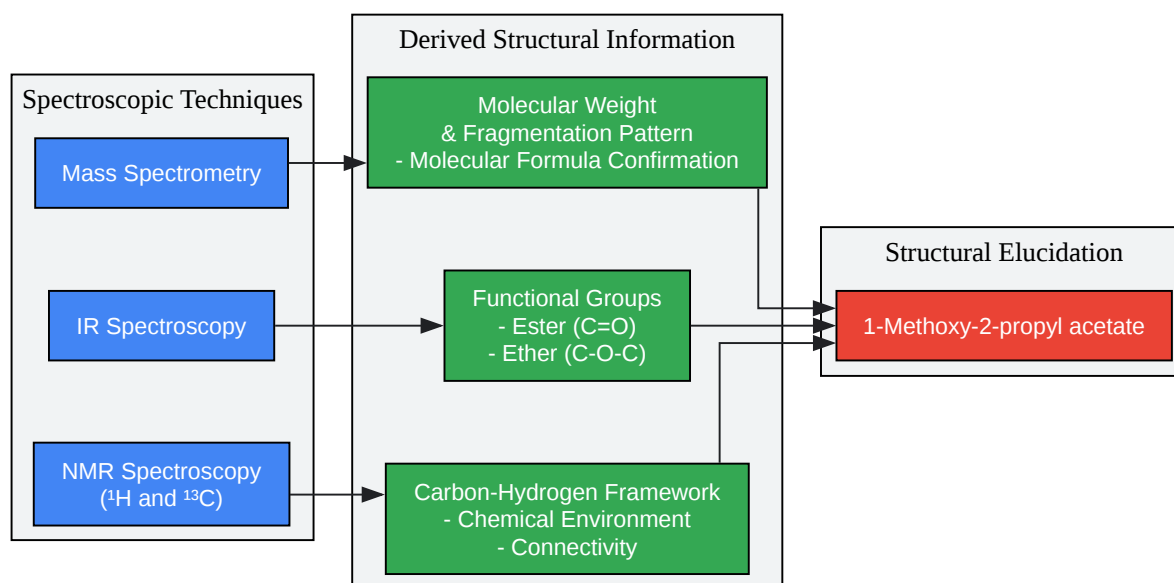 Spectroscopic Techniques
Mass Spectrometry
IR Spectroscopy
NMR Spectroscopy
(¹H and ¹³C)
Derived Structural Information
Molecular Weight
& Fragmentation Pattern
- Molecular Formula Confirmation
Functional Groups
- Ester (C=O)
- Ether (C-O-C)
Carbon-Hydrogen Framework
- Chemical Environment
- Connectivity
Structural Elucidation
1-Methoxy-2-propyl acetate